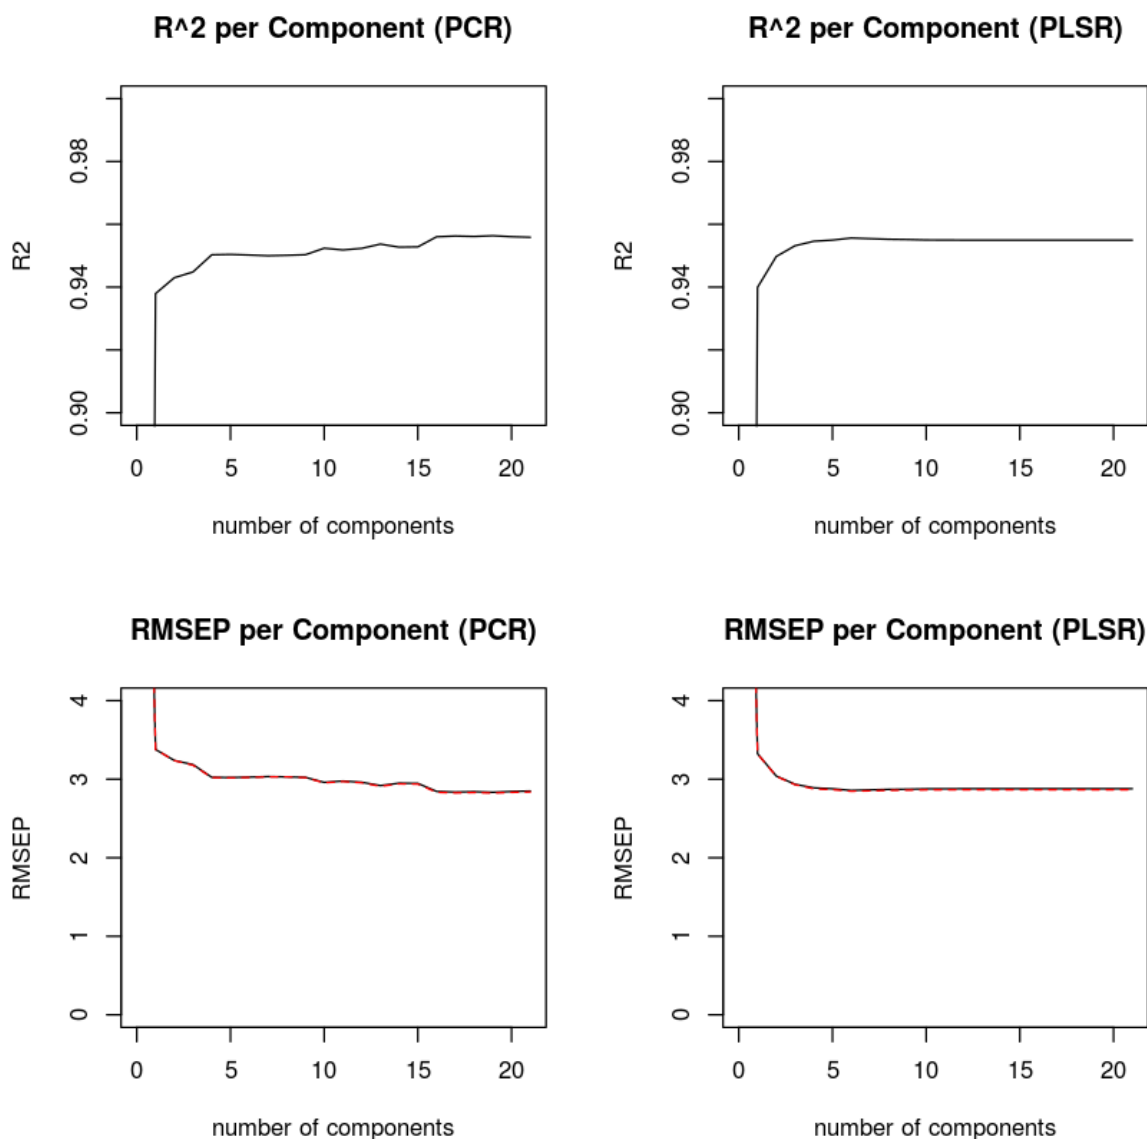 R^2 per Component (PCR)
R2
0.98
0.94
0.90
0 5 10 15 20
number of components
R^2 per Component (PLSR)
R2
0.98
0.94
0.90
0 5 10 15 20
number of components
RMSEP per Component (PCR)
RMSEP
4
3
2
1
0
0 5 10 15 20
number of components
RMSEP per Component (PLSR)
RMSEP
4
3
2
1
0
0 5 10 15 20
number of components